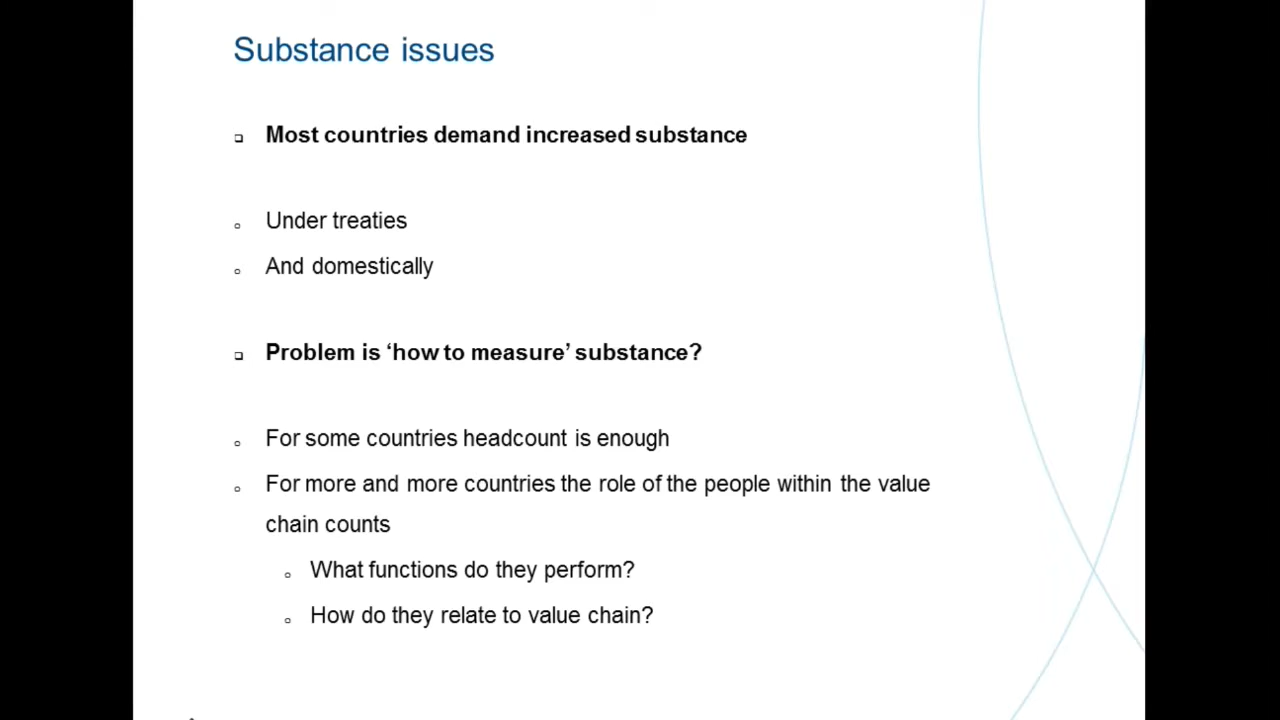 Substance issues
Most countries demand increased substance
Under treaties
And domestically
Problem is ‘how to measure’ substance?
For some countries headcount is enough
For more and more countries the role of the people within the value
chain counts
What functions do they perform?
How do they relate to value chain?